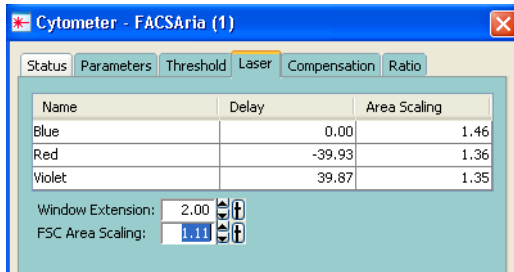 Cytometer - FACSAria (1)
Status Parameters Threshold Laser Compensation Ratio
Name Delay Area Scaling
Blue 0.00 1.46
Red -39.93 1.36
Violet 39.87 1.35
Window Extension: 2.00
FSC Area Scaling: 1.11